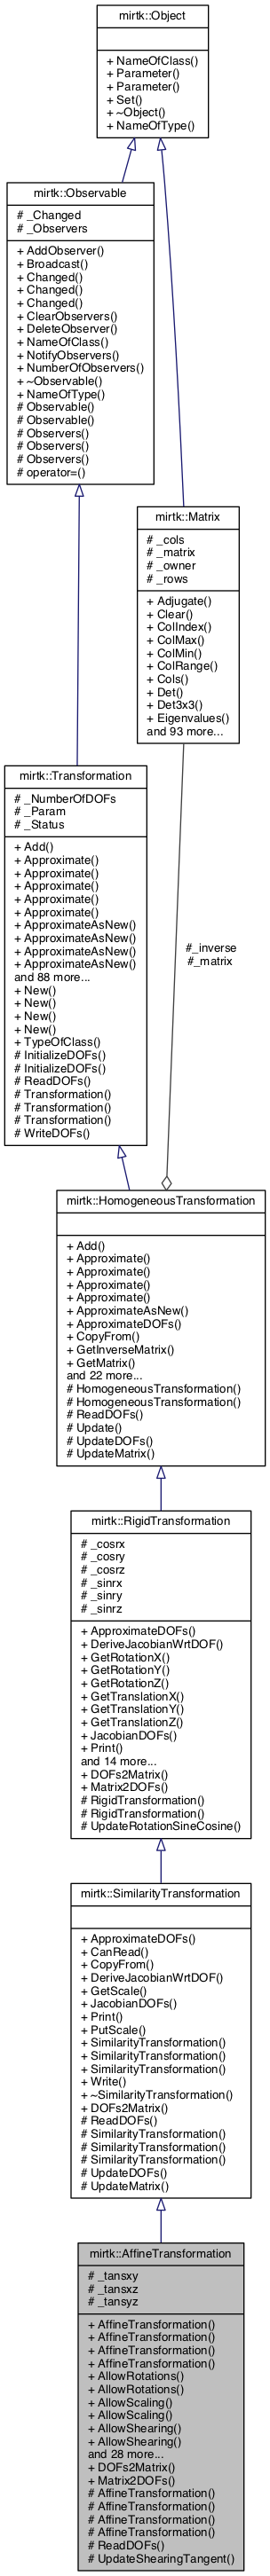 mirtk::Object
+ NameOfClass()
+ Parameter()
+ Parameter()
+ Set()
+ ~Object()
+ NameOfType()
mirtk::Observable
# _Changed
# _Observers
+ AddObserver()
+ Broadcast()
+ Changed()
+ Changed()
+ Changed()
+ ClearObservers()
+ DeleteObserver()
+ NameOfClass()
+ NotifyObservers()
+ NumberOfObservers()
+ ~Observable()
+ NameOfType()
# Observable()
# Observable()
# Observers()
# Observers()
# Observers()
# operator=()
mirtk::Matrix
# _cols
# _matrix
# _owner
# _rows
+ Adjugate()
+ Clear()
+ ColIndex()
+ ColMax()
+ ColMin()
+ ColRange()
+ Cols()
+ Det()
+ Det3x3()
+ Eigenvalues()
and 93 more...
mirtk::Transformation
# _NumberOfDOFs
# _Param
# _Status
+ Add()
+ Approximate()
+ Approximate()
+ Approximate()
+ Approximate()
+ Approximate()
+ ApproximateAsNew()
+ ApproximateAsNew()
+ ApproximateAsNew()
+ ApproximateAsNew()
and 88 more...
+ New()
+ New()
+ New()
+ New()
+ TypeOfClass()
# InitializeDOFs()
# InitializeDOFs()
# ReadDOFs()
# Transformation()
# Transformation()
# Transformation()
# WriteDOFs()
#_inverse
#_matrix
mirtk::HomogeneousTransformation
+ Add()
+ Approximate()
+ Approximate()
+ Approximate()
+ Approximate()
+ ApproximateAsNew()
+ ApproximateDOFs()
+ CopyFrom()
+ GetInverseMatrix()
+ GetMatrix()
and 22 more...
# HomogeneousTransformation()
# HomogeneousTransformation()
# ReadDOFs()
# Update()
# UpdateDOFs()
# UpdateMatrix()
mirtk::RigidTransformation
# _cosrx
# _cosry
# _cosrz
# _sinrx
# _sinry
# _sinrz
+ ApproximateDOFs()
+ DeriveJacobianWrtDOF()
+ GetRotationX()
+ GetRotationY()
+ GetRotationZ()
+ GetTranslationX()
+ GetTranslationY()
+ GetTranslationZ()
+ JacobianDOFs()
+ Print()
and 14 more...
+ DOFs2Matrix()
+ Matrix2DOFs()
# RigidTransformation()
# RigidTransformation()
# UpdateRotationSineCosine()
mirtk::SimilarityTransformation
+ ApproximateDOFs()
+ CanRead()
+ CopyFrom()
+ DeriveJacobianWrtDOF()
+ GetScale()
+ JacobianDOFs()
+ Print()
+ PutScale()
+ SimilarityTransformation()
+ SimilarityTransformation()
+ SimilarityTransformation()
+ Write()
+ ~SimilarityTransformation()
+ DOFs2Matrix()
# ReadDOFs()
# SimilarityTransformation()
# SimilarityTransformation()
# SimilarityTransformation()
# UpdateDOFs()
# UpdateMatrix()
mirtk::AffineTransformation
# _tansxy
# _tansxz
# _tansyz
+ AffineTransformation()
+ AffineTransformation()
+ AffineTransformation()
+ AffineTransformation()
+ AllowRotations()
+ AllowRotations()
+ AllowScaling()
+ AllowScaling()
+ AllowShearing()
+ AllowShearing()
and 28 more...
+ DOFs2Matrix()
+ Matrix2DOFs()
# AffineTransformation()
# AffineTransformation()
# AffineTransformation()
# AffineTransformation()
# ReadDOFs()
# UpdateShearingTangent()